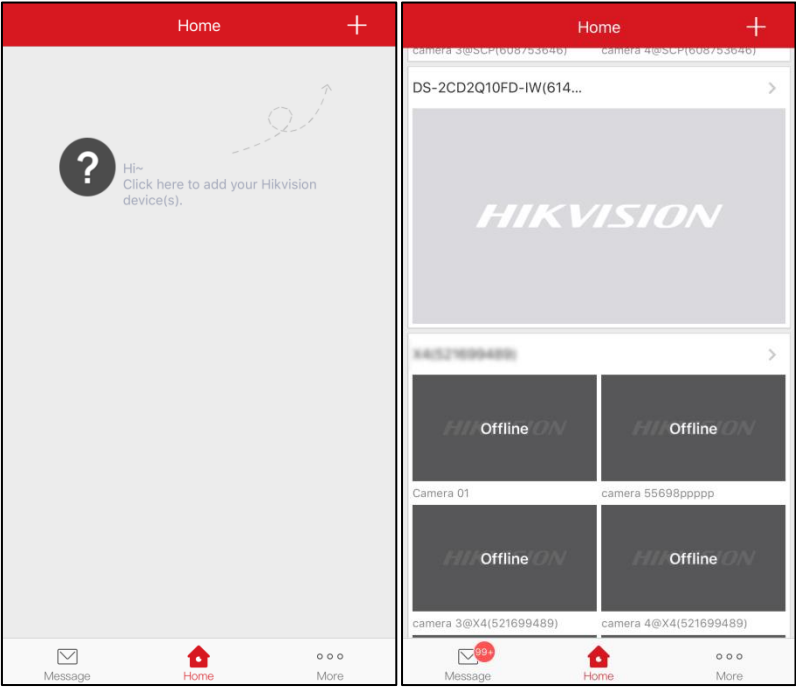 Home
?
Hi~
Click here to add your Hikvision
device(s).
Message
Home
More
Home
camera 3@SCP(608753646)
camera 4@SCP(608753646)
DS-2CD2Q10FD-IW(614...
HIKVISION
X4(521699489)
Offline
Offline
Camera 01
camera 55698ppppp
Offline
Offline
camera 3@X4(521699489)
camera 4@X4(521699489)
99+
Message
Home
More